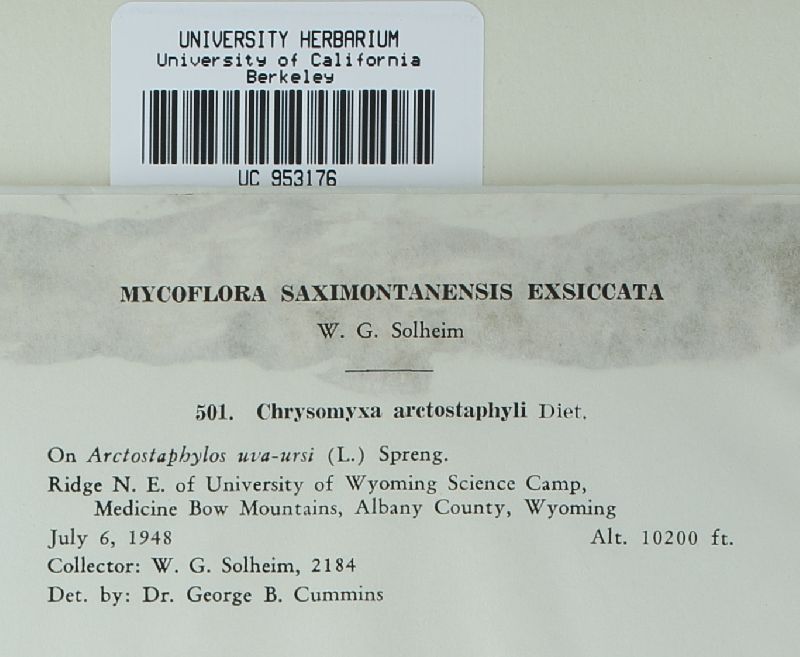 UNIVERSITY HERBARIUM
University of California
Berkeley
UC 953176
MYCOFLORA SAXIMONTANENSIS EXSICCATA
W. G. Solheim
501. Chrysomyxa arctostaphyli Diet.
On Arctostaphylos uva-ursi (L.) Spreng.
Ridge N. E. of University of Wyoming Science Camp,
Medicine Bow Mountains, Albany County, Wyoming
July 6, 1948 Alt. 10200 ft.
Collector: W. G. Solheim, 2184
Det. by: Dr. George B. Cummins